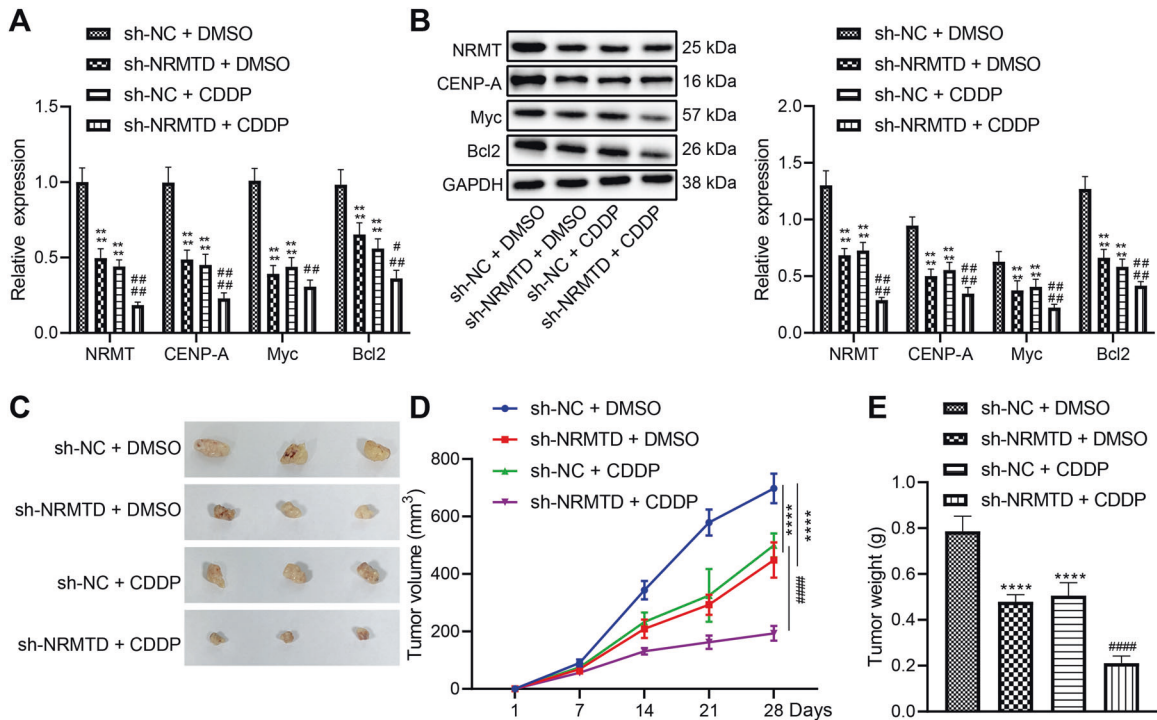 A
sh-NC + DMSO
sh-NRMTD + DMSO
sh-NC + CDDP
sh-NRMTD + CDDP
Relative expression
1.5
1.0
0.5
0.0
** ** ** ** ## ##
** ** ** ** ## ##
** ** ** ** ##
** ** ** ** #
##
NRMT CENP-A Myc Bcl2
B
NRMT 25 kDa
CENP-A 16 kDa
Myc 57 kDa
Bcl2 26 kDa
GAPDH 38 kDa
sh-NC + DMSO
sh-NRMTD + DMSO
sh-NC + CDDP
sh-NRMTD + CDDP
sh-NC + DMSO
sh-NRMTD + DMSO
sh-NC + CDDP
sh-NRMTD + CDDP
Relative expression
2.0
1.5
1.0
0.5
0.0
** ** ** ** ## ##
** ** ** ** ## ##
** ** ** ** ## ##
** ** ** ** ## ##
NRMT CENP-A Myc Bcl2
C
sh-NC + DMSO
sh-NRMTD + DMSO
sh-NC + CDDP
sh-NRMTD + CDDP
D
sh-NC + DMSO
sh-NRMTD + DMSO
sh-NC + CDDP
sh-NRMTD + CDDP
Tumor volume (mm³)
800
600
400
200
0
****
****
####
1 7 14 21 28 Days
E
sh-NC + DMSO
sh-NRMTD + DMSO
sh-NC + CDDP
sh-NRMTD + CDDP
Tumor weight (g)
1.0
0.8
0.6
0.4
0.2
0.0
****
****
####